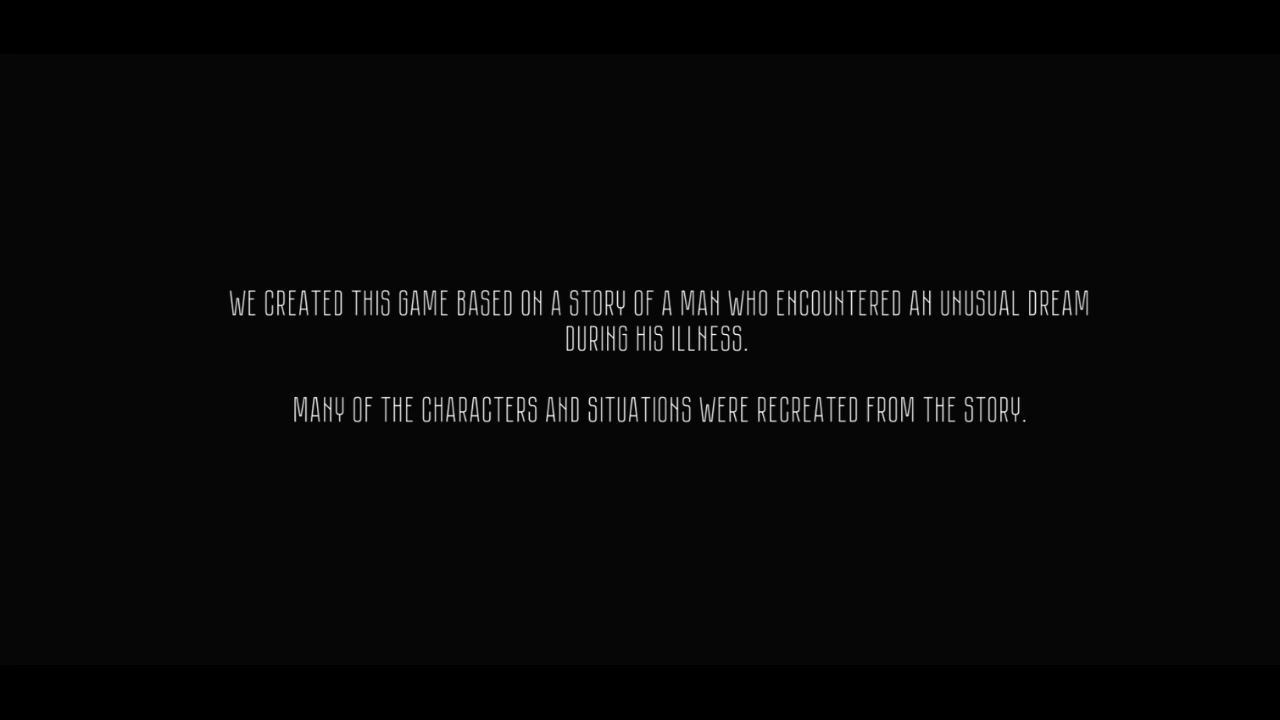 WE CREATED THIS GAME BASED ON A STORY OF A MAN WHO ENCOUNTERED AN UNUSUAL DREAM
DURING HIS ILLNESS.
MANY OF THE CHARACTERS AND SITUATIONS WERE RECREATED FROM THE STORY.